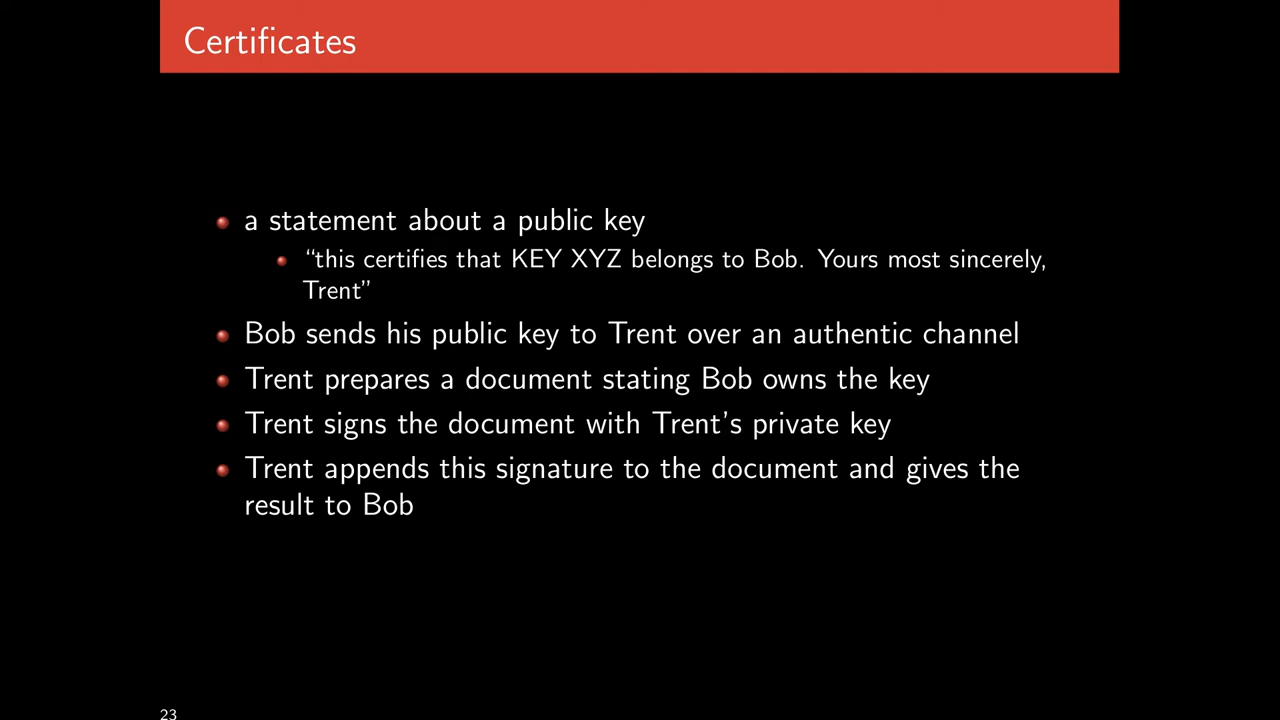 Certificates
a statement about a public key
“this certifies that KEY XYZ belongs to Bob. Yours most sincerely,
Trent”
Bob sends his public key to Trent over an authentic channel
Trent prepares a document stating Bob owns the key
Trent signs the document with Trent’s private key
Trent appends this signature to the document and gives the
result to Bob
23